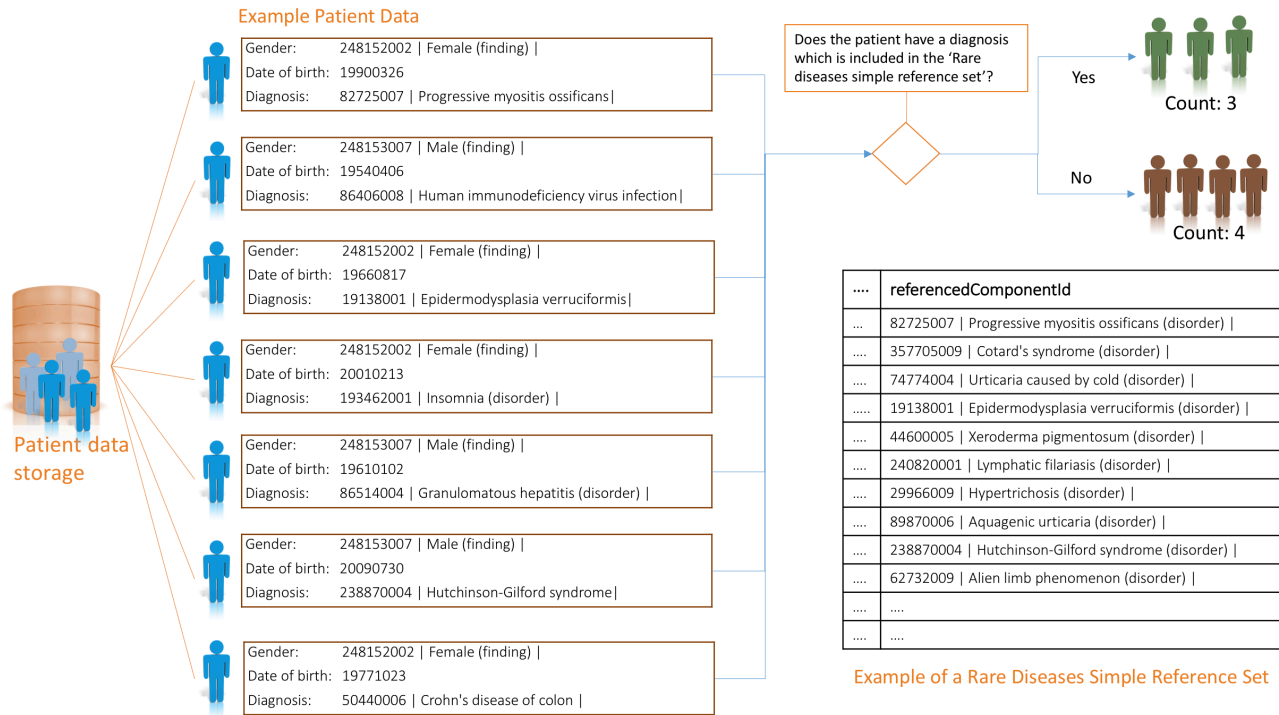 Example Patient Data
Gender: 248152002 | Female (finding) |
Date of birth: 19900326
Diagnosis: 82725007 | Progressive myositis ossificans|
Gender: 248153007 | Male (finding) |
Date of birth: 19540406
Diagnosis: 86406008 | Human immunodeficiency virus infection|
Gender: 248152002 | Female (finding) |
Date of birth: 19660817
Diagnosis: 19138001 | Epidermodysplasia verruciformis|
Gender: 248152002 | Female (finding) |
Date of birth: 20010213
Diagnosis: 193462001 | Insomnia (disorder) |
Gender: 248153007 | Male (finding) |
Date of birth: 19610102
Diagnosis: 86514004 | Granulomatous hepatitis (disorder) |
Gender: 248153007 | Male (finding) |
Date of birth: 20090730
Diagnosis: 238870004 | Hutchinson-Gilford syndrome|
Gender: 248152002 | Female (finding) |
Date of birth: 19771023
Diagnosis: 50440006 | Crohn's disease of colon |
Patient data
storage
Does the patient have a diagnosis
which is included in the ‘Rare
diseases simple reference set’?
Yes
Count: 3
No
Count: 4
.... referencedComponentId
... 82725007 | Progressive myositis ossificans (disorder) |
.... 357705009 | Cotard's syndrome (disorder) |
.... 74774004 | Urticaria caused by cold (disorder) |
..... 19138001 | Epidermodysplasia verruciformis (disorder) |
.... 44600005 | Xeroderma pigmentosum (disorder) |
.... 240820001 | Lymphatic filariasis (disorder) |
.... 29966009 | Hypertrichosis (disorder) |
.... 89870006 | Aquagenic urticaria (disorder) |
.... 238870004 | Hutchinson-Gilford syndrome (disorder) |
.... 62732009 | Alien limb phenomenon (disorder) |
.... ....
.... ....
Example of a Rare Diseases Simple Reference Set